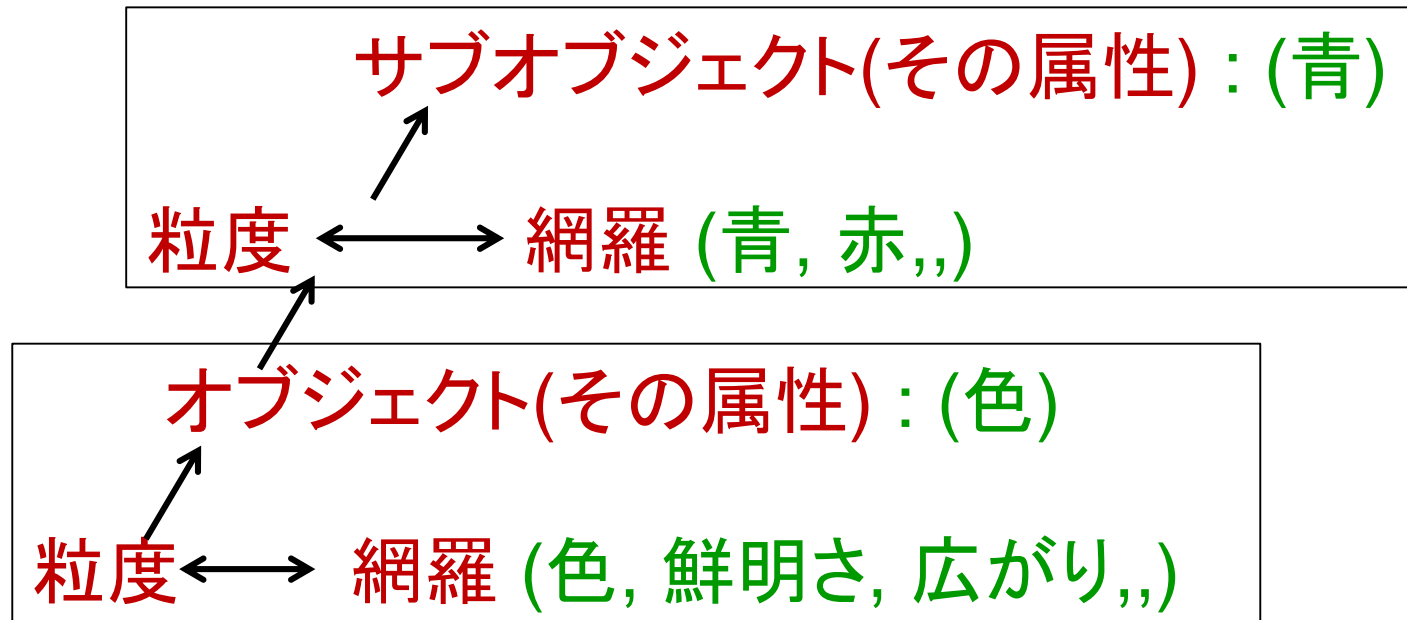 サブオブジェクト(その属性) : (青)
粒度 網羅 (青, 赤,,)
オブジェクト(その属性) : (色)
粒度 網羅 (色, 鮮明さ, 広がり,,)